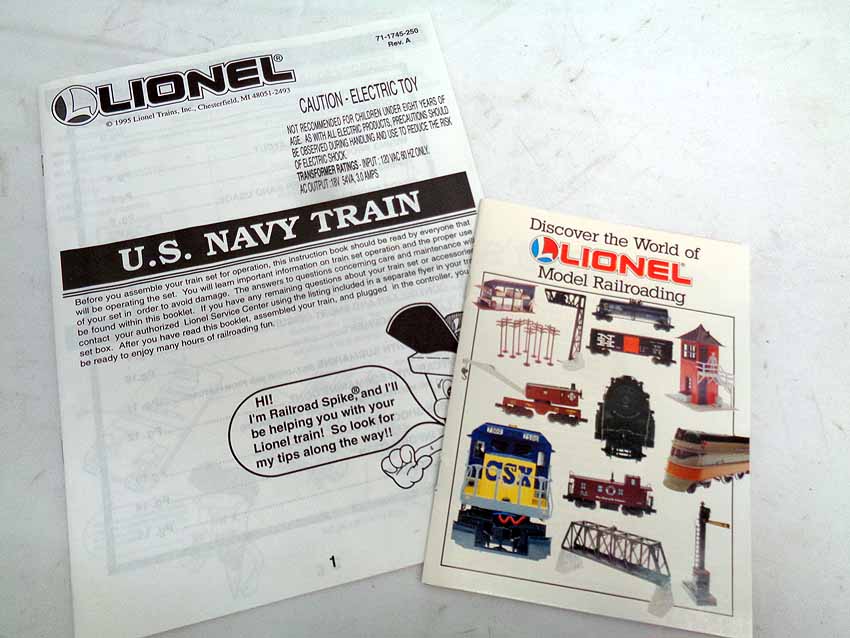 71-1745-250
Rev. A
LIONEL®
© 1995 Lionel Trains, Inc., Chesterfield, MI 48051-2493
CAUTION - ELECTRIC TOY
NOT RECOMMENDED FOR CHILDREN UNDER EIGHT YEARS OF
AGE. AS WITH ALL ELECTRIC PRODUCTS, PRECAUTIONS SHOULD
BE OBSERVED DURING HANDLING AND USE TO REDUCE THE RISK
OF ELECTRIC SHOCK.
TRANSFORMER RATINGS - INPUT : 120 VAC 60 HZ ONLY.
AC OUTPUT :18V 54VA, 3.0 AMPS
U.S. NAVY TRAIN
Before you assemble your train set for operation, this instruction book should be read by everyone that
will be operating the set. You will learn important information on train set operation and the proper use
of your set in order to avoid damage. The answers to questions concerning care and maintenance will
be found within this booklet. If you have any remaining questions about your train set or accessories
contact your authorized Lionel Service Center using the listing included in a separate flyer in your
set box. After you have read this booklet, assembled your train, and plugged in the controller, you
be ready to enjoy many hours of railroading fun.
HI!
I'm Railroad Spike,® and I'll
be helping you with your
Lionel train! So look for
my tips along the way!!
1
Discover the World of
LIONEL®
Model Railroading
7500 7500
CSX